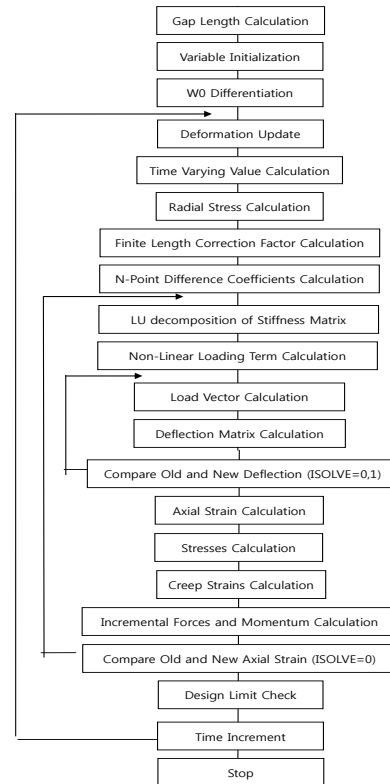 Gap Length Calculation
Variable Initialization
W0 Differentiation
Deformation Update
Time Varying Value Calculation
Radial Stress Calculation
Finite Length Correction Factor Calculation
N-Point Difference Coefficients Calculation
LU decomposition of Stiffness Matrix
Non-Linear Loading Term Calculation
Load Vector Calculation
Deflection Matrix Calculation
Compare Old and New Deflection (ISOLVE=0,1)
Axial Strain Calculation
Stresses Calculation
Creep Strains Calculation
Incremental Forces and Momentum Calculation
Compare Old and New Axial Strain (ISOLVE=0)
Design Limit Check
Time Increment
Stop